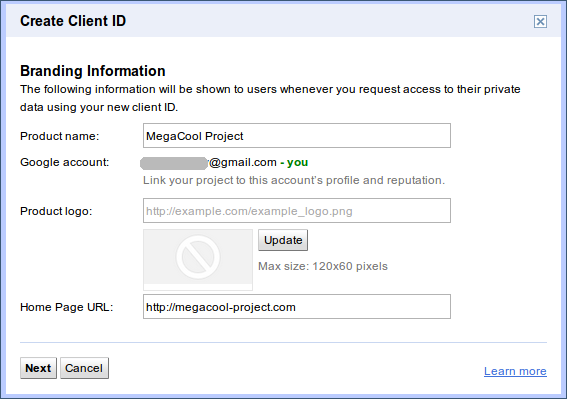 Create Client ID
Branding Information
The following information will be shown to users whenever you request access to their private
data using your new client ID.
Product name: MegaCool Project
Google account: @gmail.com - you
Link your project to this account's profile and reputation.
Product logo: http://example.com/example_logo.png
Update
Max size: 120x60 pixels
Home Page URL: http://megacool-project.com
Next Cancel
Learn more